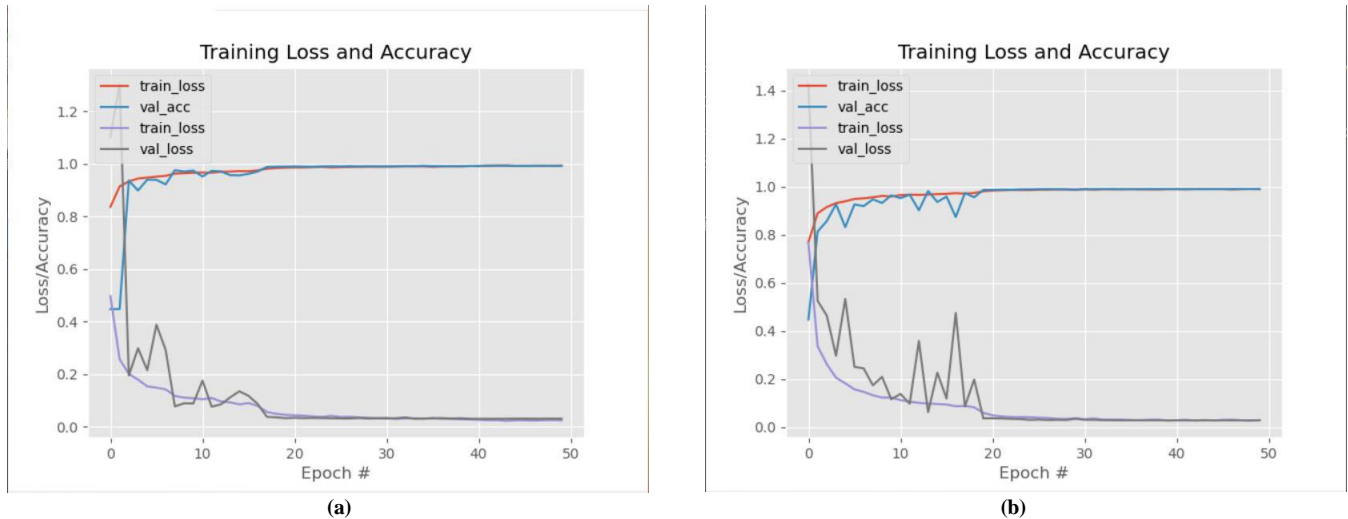 Training Loss and Accuracy
train_loss
val_acc
train_loss
val_loss
1.2
1.0
0.8
0.6
0.4
0.2
0.0
Loss/Accuracy
0 10 20 30 40 50
Epoch #
(a)
Training Loss and Accuracy
train_loss
val_acc
train_loss
val_loss
1.4
1.2
1.0
0.8
0.6
0.4
0.2
0.0
Loss/Accuracy
0 10 20 30 40 50
Epoch #
(b)